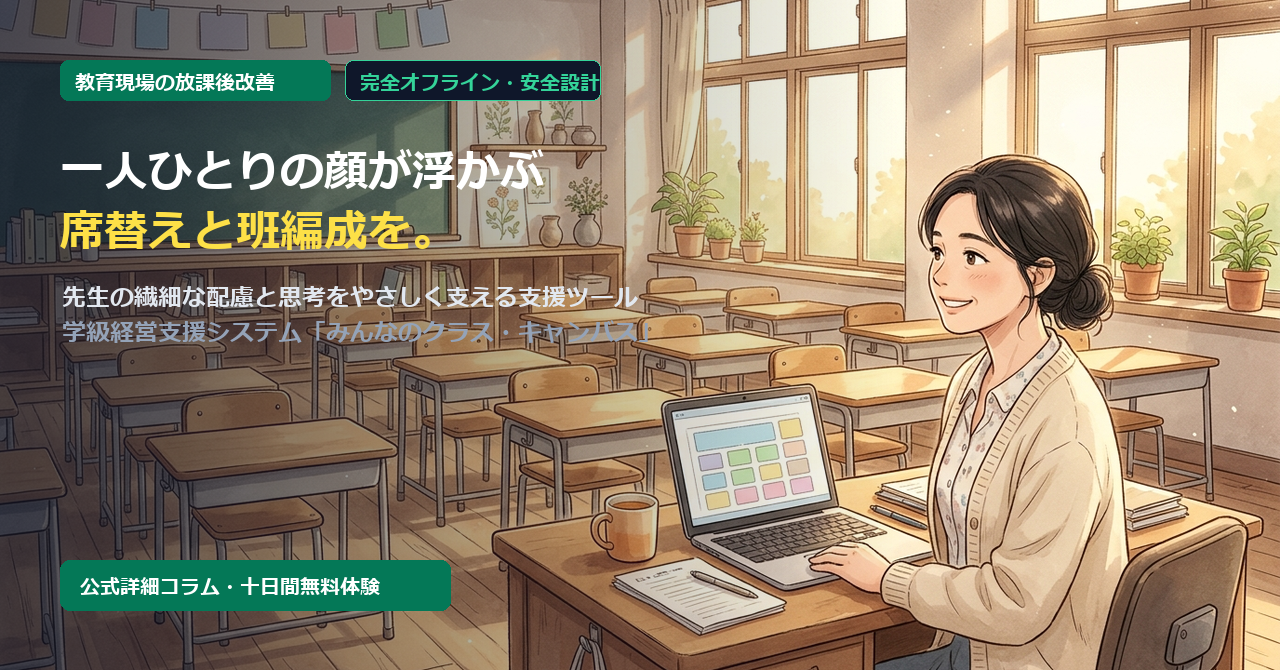 教育現場の放課後改善
完全オフライン・安全設計
一人ひとりの顔が浮かぶ
席替えと班編成を。
先生の繊細な配慮と思考をやさしく支える支援ツール
学級経営支援システム「みんなのクラス・キャンバス」
公式詳細コラム・十日間無料体験